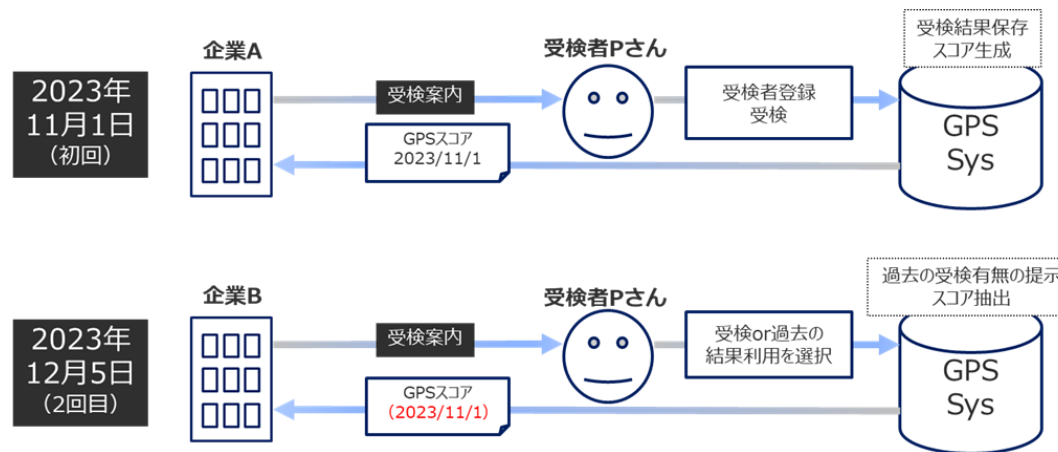 受検結果保存
スコア生成
企業A
受検者Pさん
2023年
11月1日
（初回）
受検案内
受検者登録
受検
GPSスコア
2023/11/1
GPS
Sys
過去の受検有無の提示
スコア抽出
企業B
受検者Pさん
2023年
12月5日
（2回目）
受検案内
受検or過去の
結果利用を選択
GPSスコア
（2023/11/1）
GPS
Sys